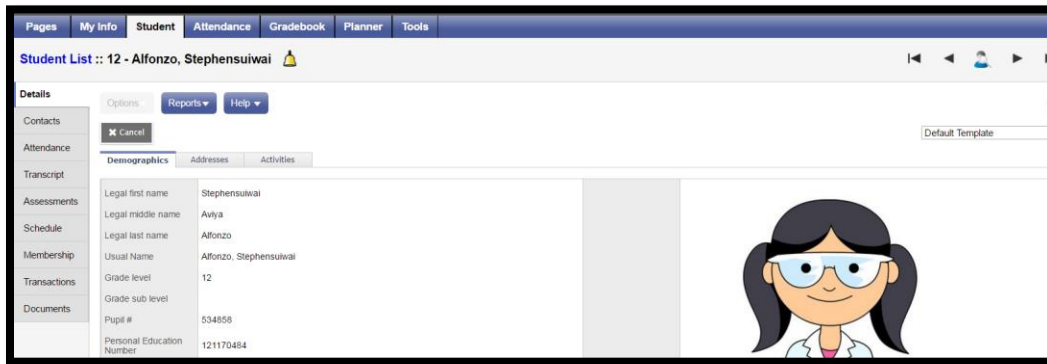 Pages My Info Student Attendance Gradebook Planner Tools
Student List :: 12 - Alfonzo, Stephensuiwai
Details
Contacts
Attendance
Transcript
Assessments
Schedule
Membership
Transactions
Documents
Options Reports Help
Cancel
Default Template
Demographics Addresses Activities
Legal first name Stephensuiwai
Legal middle name Aviya
Legal last name Alfonzo
Usual Name Alfonzo, Stephensuiwai
Grade level 12
Grade sub level
Pupil # 534858
Personal Education
Number 121170484